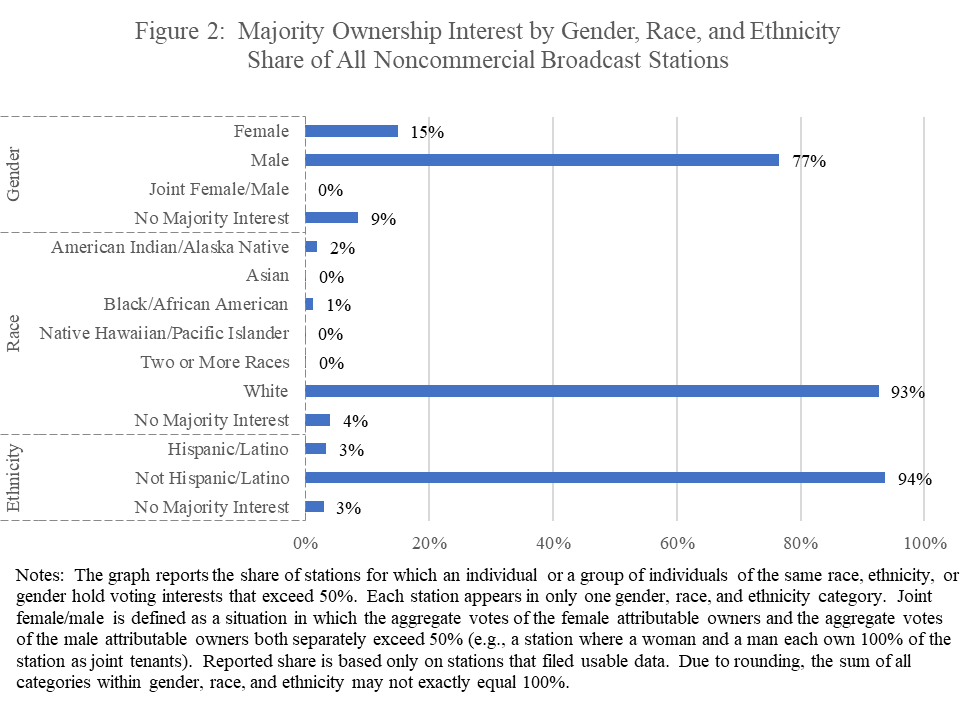 Figure 2:  Majority Ownership Interest by Gender, Race, and Ethnicity
Share of All Noncommercial Broadcast Stations
Gender
Female 15%
Male 77%
Joint Female/Male 0%
No Majority Interest 9%
Race
American Indian/Alaska Native 2%
Asian 0%
Black/African American 1%
Native Hawaiian/Pacific Islander 0%
Two or More Races 0%
White 93%
No Majority Interest 4%
Ethnicity
Hispanic/Latino 3%
Not Hispanic/Latino 94%
No Majority Interest 3%
0% 20% 40% 60% 80% 100%
Notes:  The graph reports the share of stations for which an individual or a group of individuals of the same race, ethnicity, or
gender hold voting interests that exceed 50%.  Each station appears in only one gender, race, and ethnicity category.  Joint
female/male is defined as a situation in which the aggregate votes of the female attributable owners and the aggregate votes
of the male attributable owners both separately exceed 50% (e.g., a station where a woman and a man each own 100% of the
station as joint tenants).  Reported share is based only on stations that filed usable data.  Due to rounding, the sum of all
categories within gender, race, and ethnicity may not exactly equal 100%.